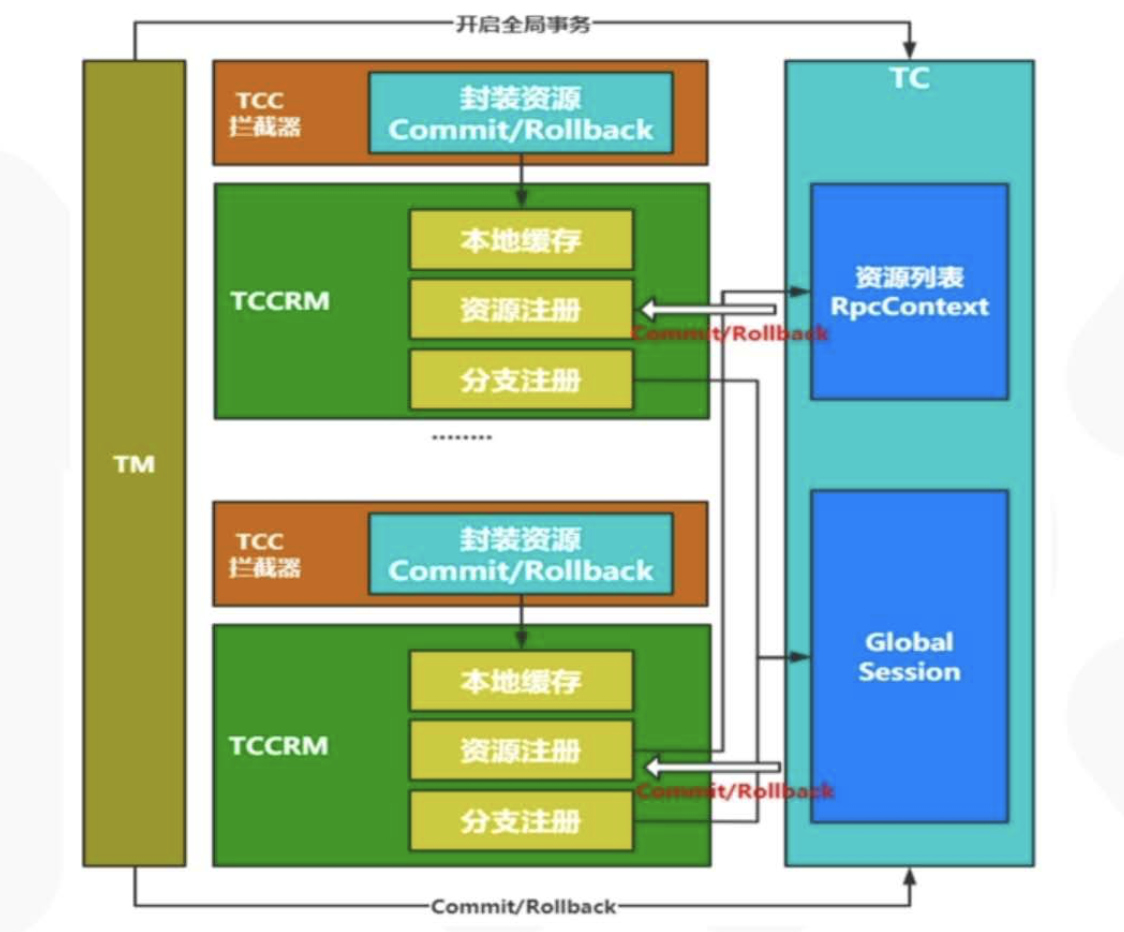 开启全局事务
TC
TCC
拦截器
封装资源
Commit/Rollback
TCCRM
本地缓存
资源注册
分支注册
Commit/Rollback
资源列表
RpcContext
........
TM
TCC
拦截器
封装资源
Commit/Rollback
TCCRM
本地缓存
资源注册
分支注册
Commit/Rollback
Global
Session
Commit/Rollback